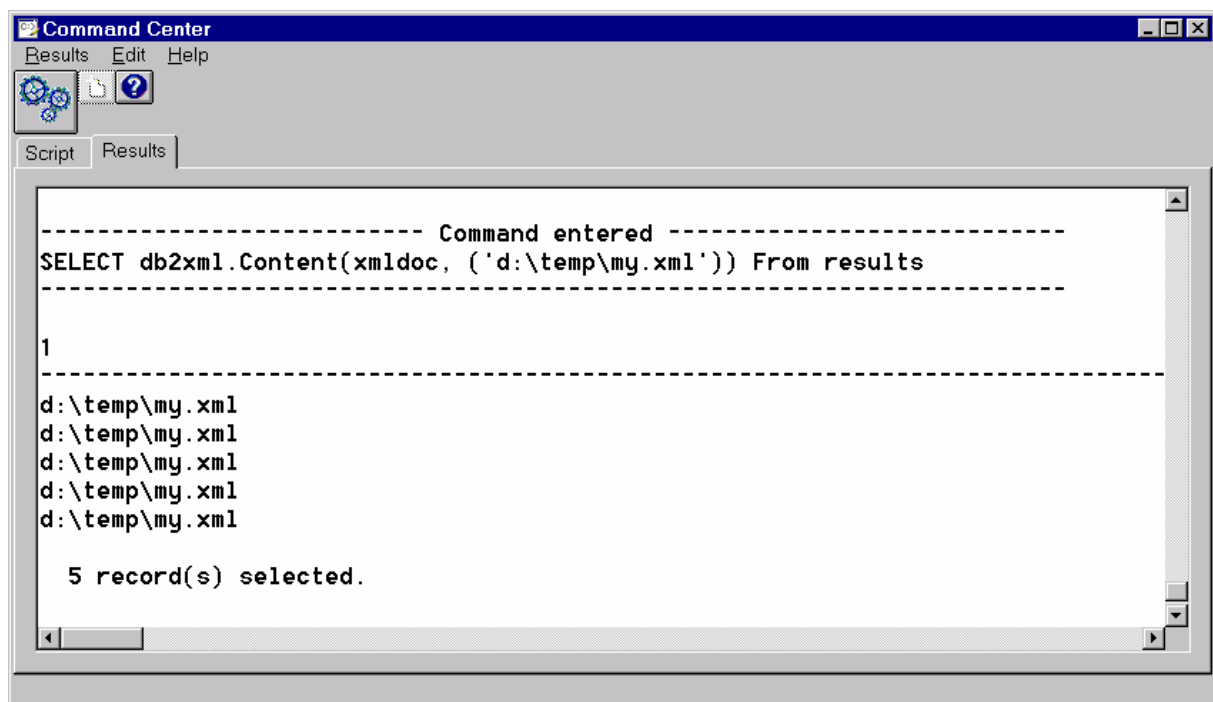 Command Center
Results Edit Help
Script Results
--------------------------- Command entered ----------------------------
SELECT db2xml.Content(xmldoc, ('d:\temp\my.xml')) From results
------------------------------------------------------------------------
1
-------------------------------------------------------------------------------
d:\temp\my.xml
d:\temp\my.xml
d:\temp\my.xml
d:\temp\my.xml
d:\temp\my.xml
5 record(s) selected.